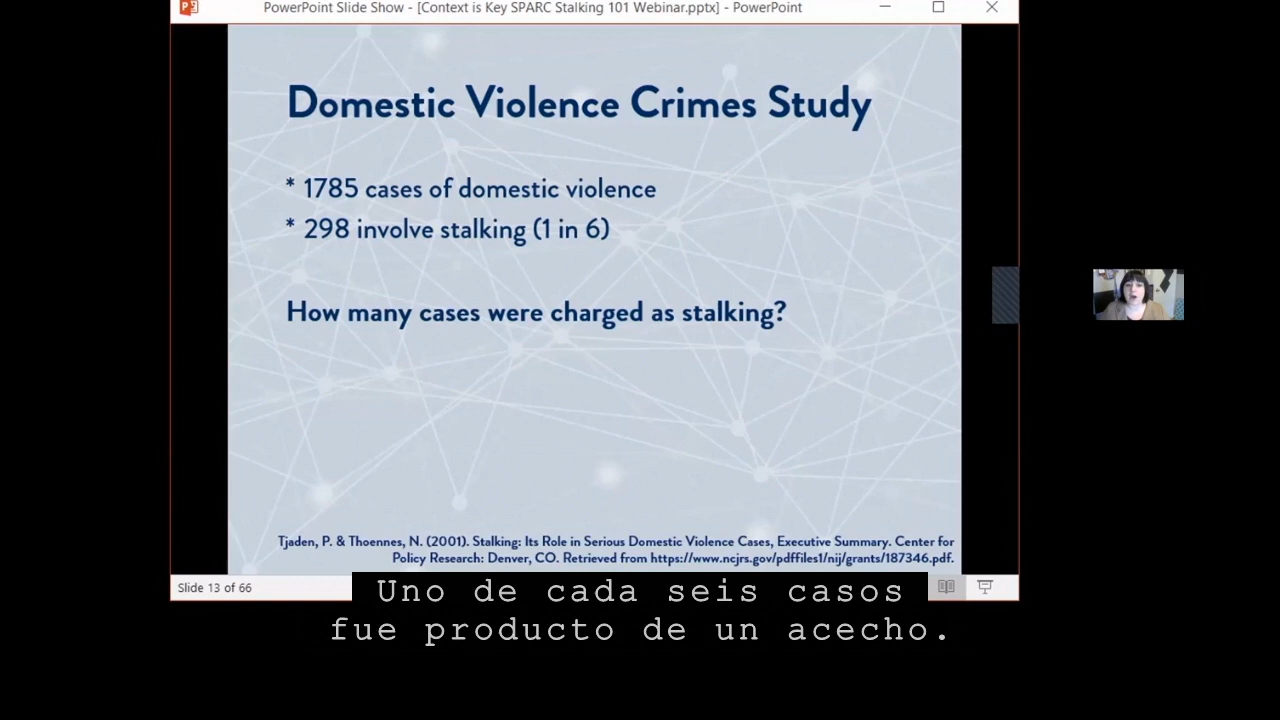 PowerPoint Slide Show - [Context is Key SPARC Stalking 101 Webinar.pptx] - PowerPoint
Domestic Violence Crimes Study
* 1785 cases of domestic violence
* 298 involve stalking (1 in 6)
How many cases were charged as stalking?
Tjaden, P. & Thoennes, N. (2001). Stalking: Its Role in Serious Domestic Violence Cases, Executive Summary. Center for
Policy Research: Denver, CO. Retrieved from https://www.ncjrs.gov/pdffiles1/nij/grants/187346.pdf.
Slide 13 of 66
Uno de cada seis casos
fue producto de un acecho.